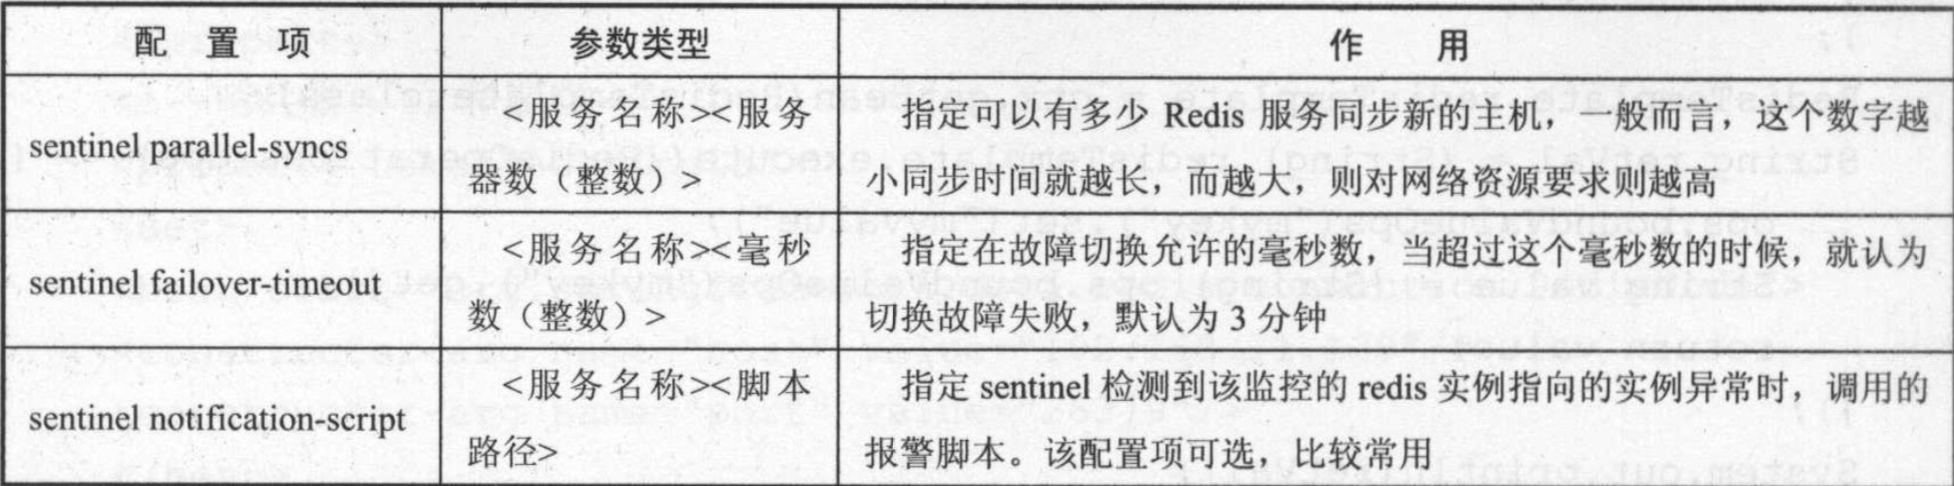 配 置 项
参数类型
作 用
sentinel parallel-syncs
<服务名称><服务
器数（整数）>
指定可以有多少 Redis 服务同步新的主机，一般而言，这个数字越
小同步时间就越长，而越大，则对网络资源要求则越高
sentinel failover-timeout
<服务名称><毫秒
数（整数）>
指定在故障切换允许的毫秒数，当超过这个毫秒数的时候，就认为
切换故障失败，默认为 3 分钟
sentinel notification-script
<服务名称><脚本
路径>
指定 sentinel 检测到该监控的 redis 实例指向的实例异常时，调用的
报警脚本。该配置项可选，比较常用